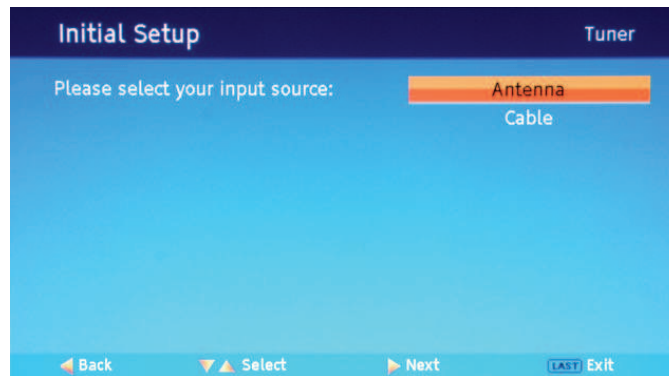 Initial Setup
Tuner
Please select your input source:
Antenna
Cable
Back
Select
Next
LAST Exit